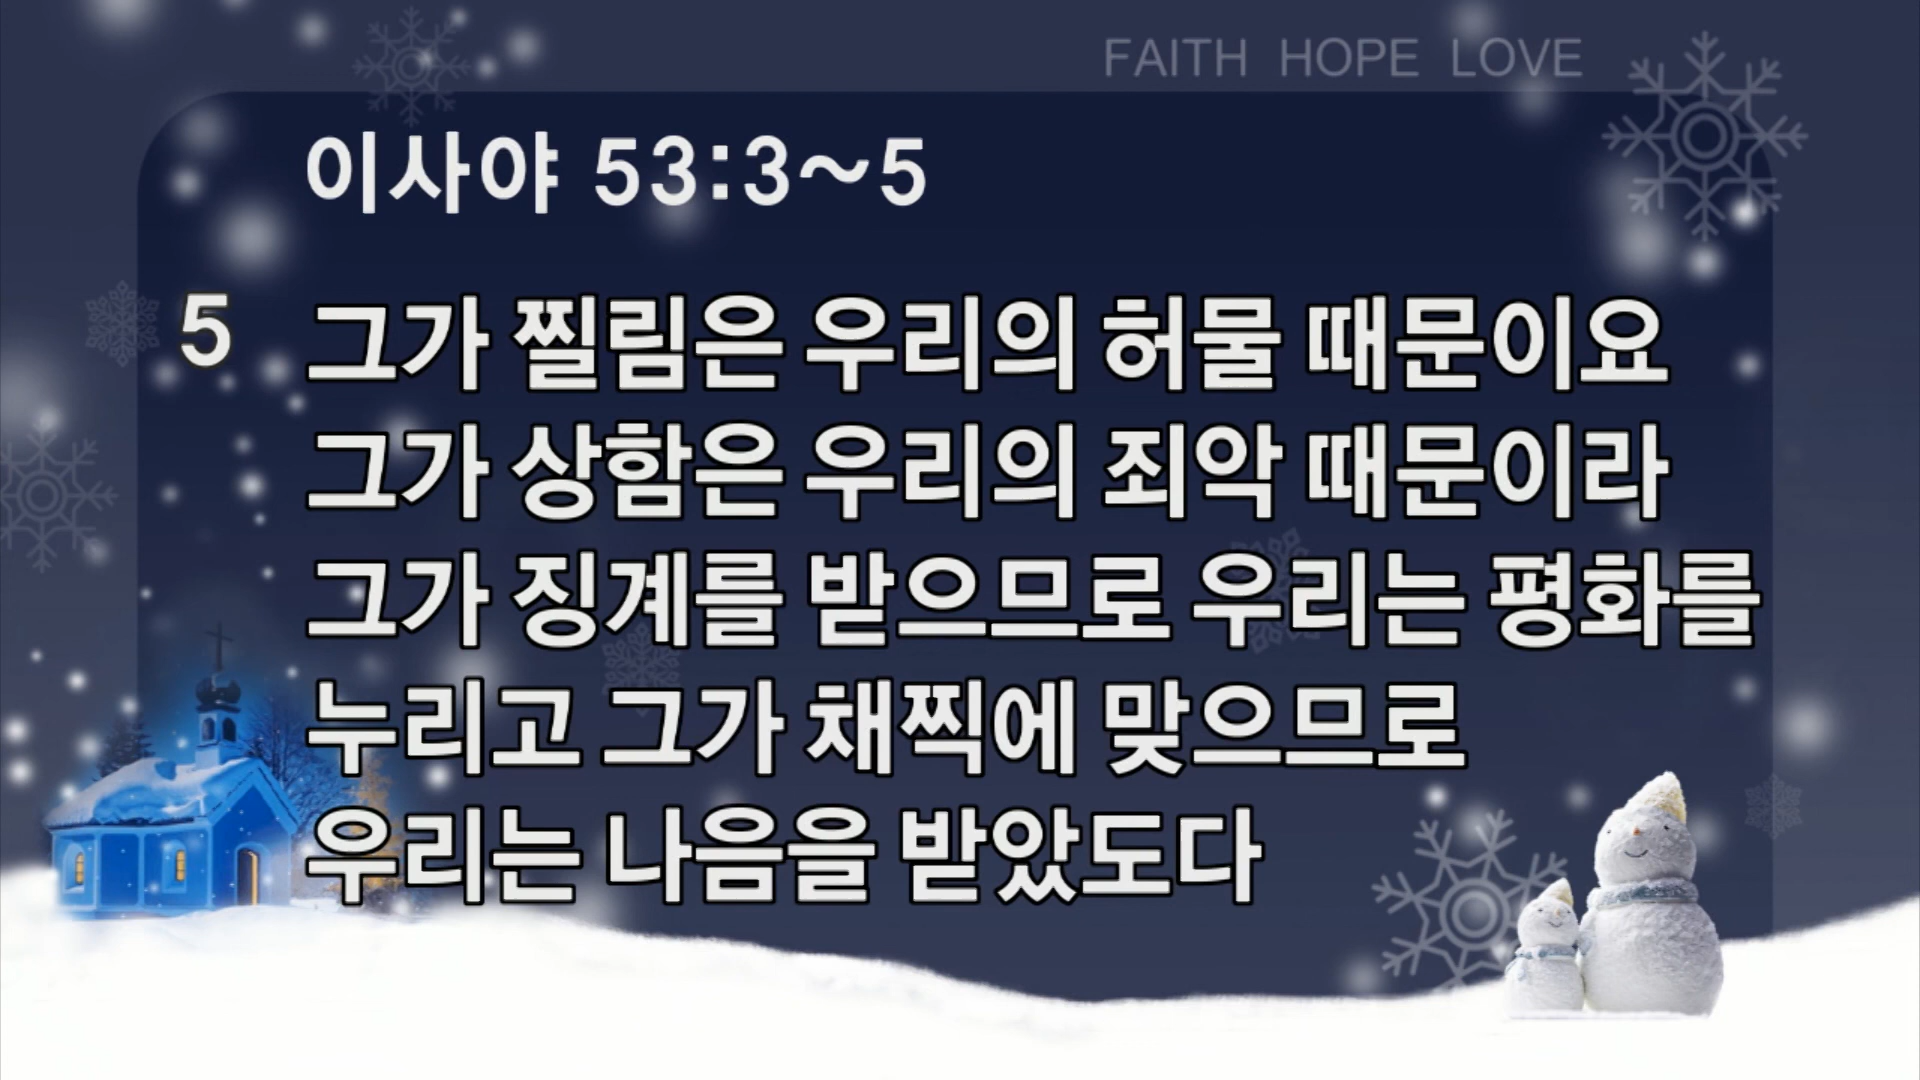 FAITH HOPE LOVE
이사야 53:3~5
5 그가 찔림은 우리의 허물 때문이요
그가 상함은 우리의 죄악 때문이라
그가 징계를 받으므로 우리는 평화를
누리고 그가 채찍에 맞으므로
우리는 나음을 받았도다